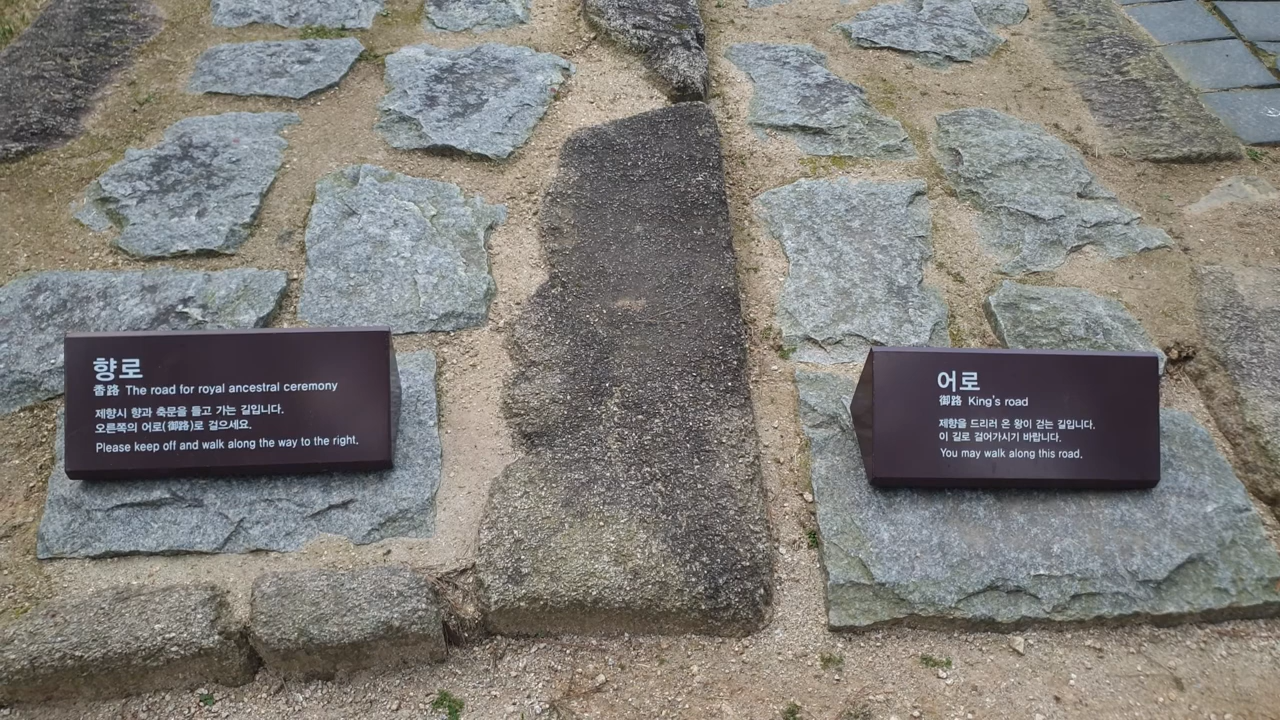 향로
香路 The road for royal ancestral ceremony
제향시 향과 축문을 들고 가는 길입니다.
오른쪽의 어로(御路)로 걸으세요.
Please keep off and walk along the way to the right.
어로
御路 King's road
제향을 드리러 온 왕이 걷는 길입니다.
이 길로 걸어가시기 바랍니다.
You may walk along this road.